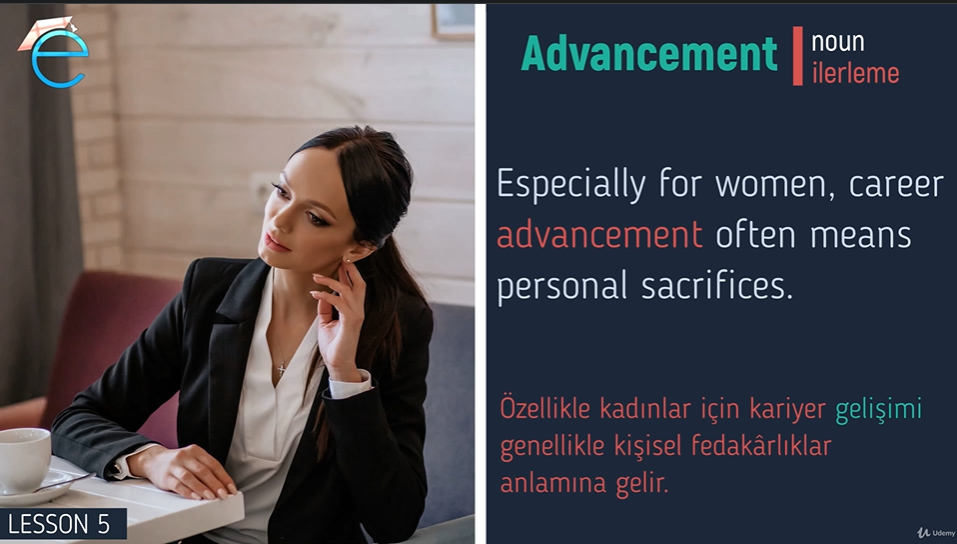 Advancement
noun
ilerleme
Especially for women, career
advancement often means
personal sacrifices.
Özellikle kadınlar için kariyer gelişimi
genellikle kişisel fedakârlıklar
anlamına gelir.
LESSON 5
Udemy